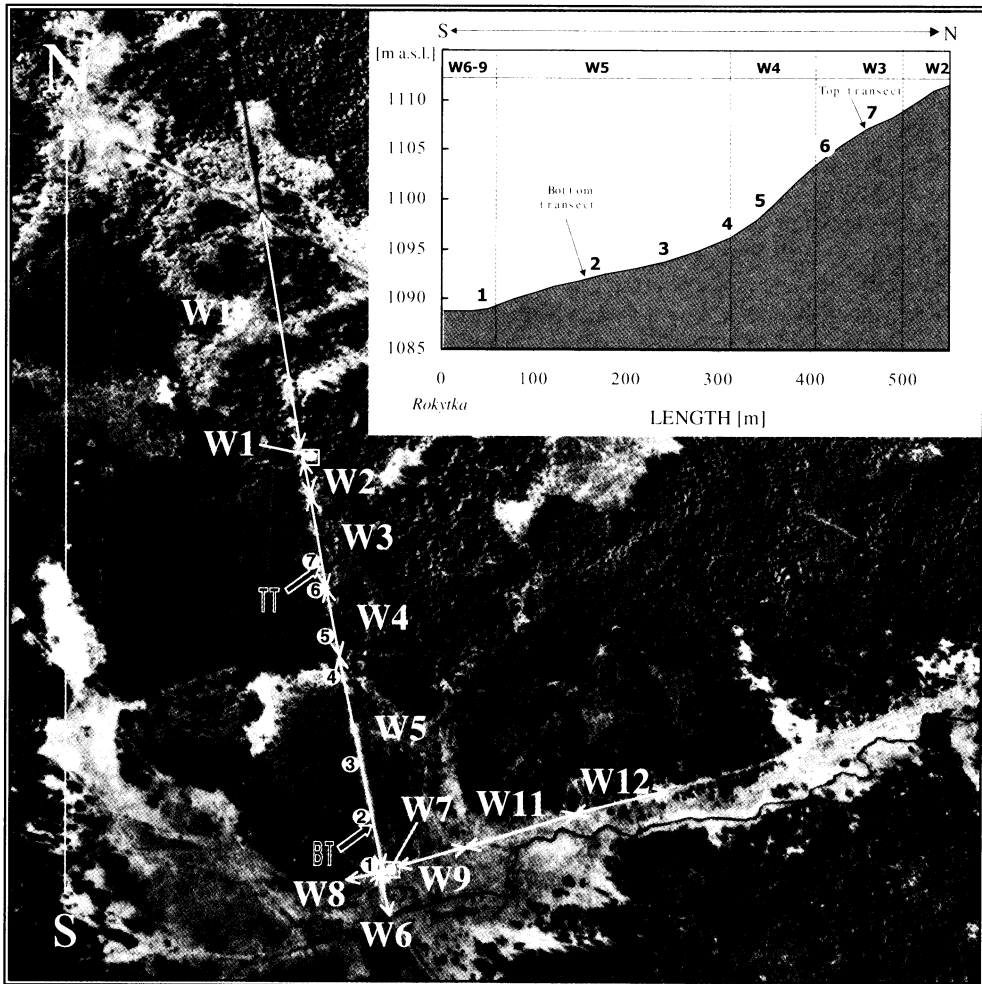 N
S N
[m a.s.l.]
W6-9 W5 W4 W3 W2
1110
1105
1100
1095
1090
1085
Top transect
Bottom
transect
1 2 3 4 5 6 7
0 100 200 300 400 500
Rokytka
LENGTH [m]
W1
W2
W3
7
TT
6
W4
5
4
W5
3
W12
W11
2
W7
BT
1
W8
W9
W6
S